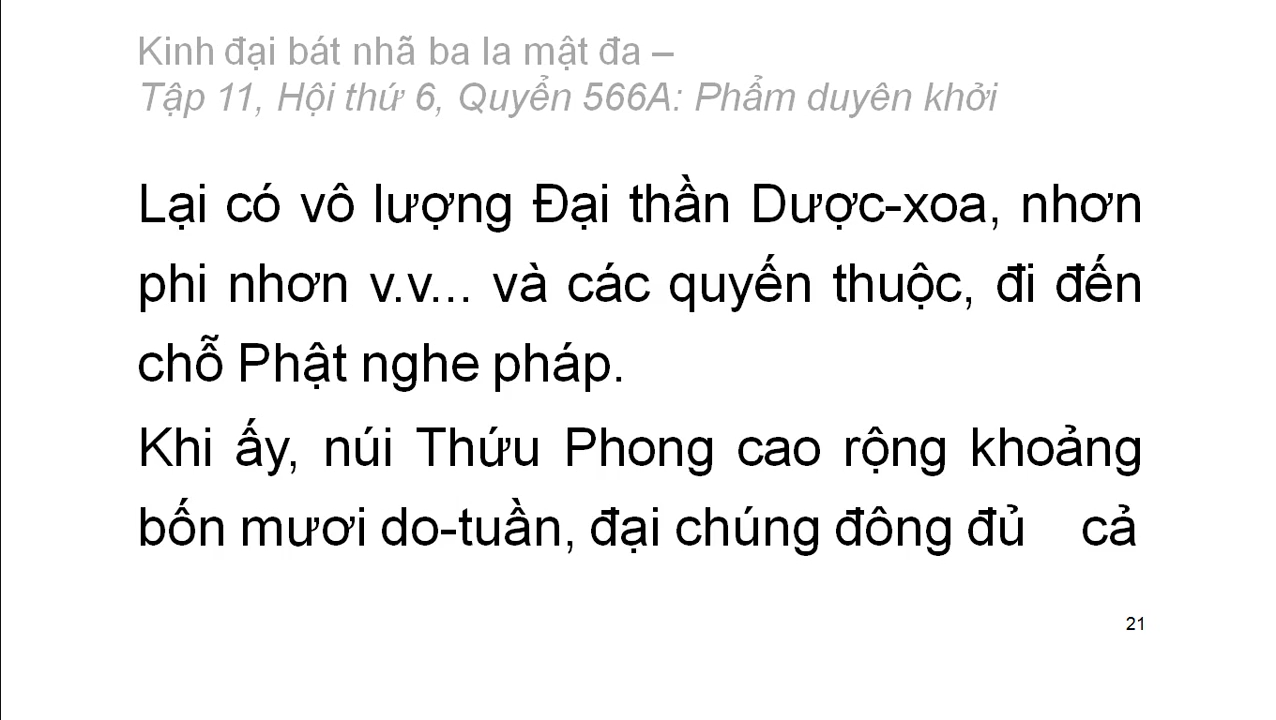 Kinh đại bát nhã ba la mật đa –
Tập 11, Hội thứ 6, Quyển 566A: Phẩm duyên khởi
Lại có vô lượng Đại thần Dược-xoa, nhơn
phi nhơn v.v... và các quyến thuộc, đi đến
chỗ Phật nghe pháp.
Khi ấy, núi Thứu Phong cao rộng khoảng
bốn mươi do-tuần, đại chúng đông đủ cả
21